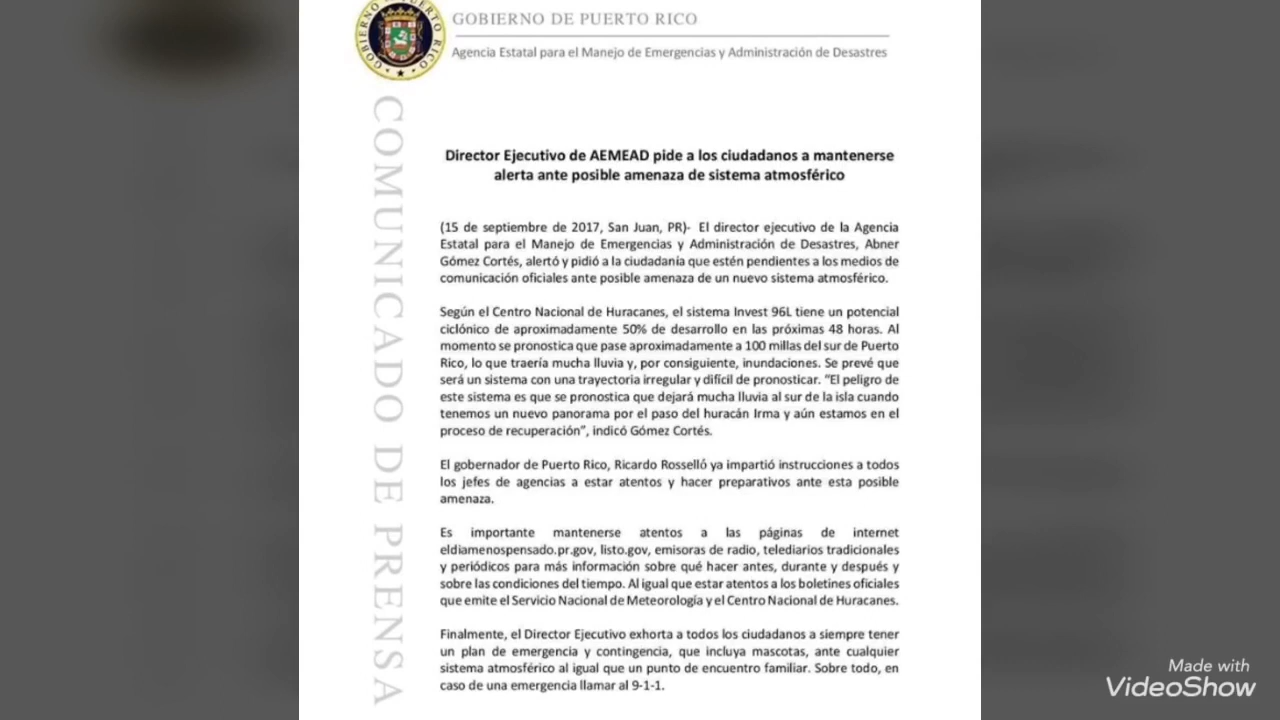 GOBIERNO DE PUERTO RICO
Agencia Estatal para el Manejo de Emergencias y Administración de Desastres
COMUNICADO DE PRENSA
Director Ejecutivo de AEMEAD pide a los ciudadanos a mantenerse
alerta ante posible amenaza de sistema atmosférico
(15 de septiembre de 2017, San Juan, PR)- El director ejecutivo de la Agencia
Estatal para el Manejo de Emergencias y Administración de Desastres, Abner
Gómez Cortés, alertó y pidió a la ciudadanía que estén pendientes a los medios de
comunicación oficiales ante posible amenaza de un nuevo sistema atmosférico.
Según el Centro Nacional de Huracanes, el sistema Invest 96L tiene un potencial
ciclónico de aproximadamente 50% de desarrollo en las próximas 48 horas. Al
momento se pronostica que pase aproximadamente a 100 millas del sur de Puerto
Rico, lo que traería mucha lluvia y, por consiguiente, inundaciones. Se prevé que
será un sistema con una trayectoria irregular y difícil de pronosticar. “El peligro de
este sistema es que se pronostica que dejará mucha lluvia al sur de la isla cuando
tenemos un nuevo panorama por el paso del huracán Irma y aún estamos en el
proceso de recuperación”, indicó Gómez Cortés.
El gobernador de Puerto Rico, Ricardo Rosselló ya impartió instrucciones a todos
los jefes de agencias a estar atentos y hacer preparativos ante esta posible
amenaza.
Es importante mantenerse atentos a las páginas de internet
eldiamenospensado.pr.gov, listo.gov, emisoras de radio, telediarios tradicionales
y periódicos para más información sobre qué hacer antes, durante y después y
sobre las condiciones del tiempo. Al igual que estar atentos a los boletines oficiales
que emite el Servicio Nacional de Meteorología y el Centro Nacional de Huracanes.
Finalmente, el Director Ejecutivo exhorta a todos los ciudadanos a siempre tener
un plan de emergencia y contingencia, que incluya mascotas, ante cualquier
sistema atmosférico al igual que un punto de encuentro familiar. Sobre todo, en
caso de una emergencia llamar al 9-1-1.
Made with
VideoShow